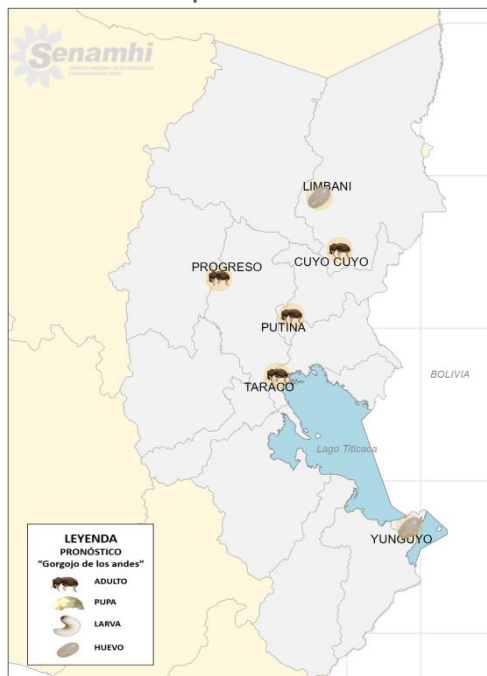 Senamhi
LIMBANI
CUYO CUYO
PROGRESO
PUTINA
TARACO
BOLIVIA
Lago Titicaca
YUNGUYO
LEYENDA
PRONÓSTICO
"Gorgojo de los andes"
ADULTO
PUPA
LARVA
HUEVO